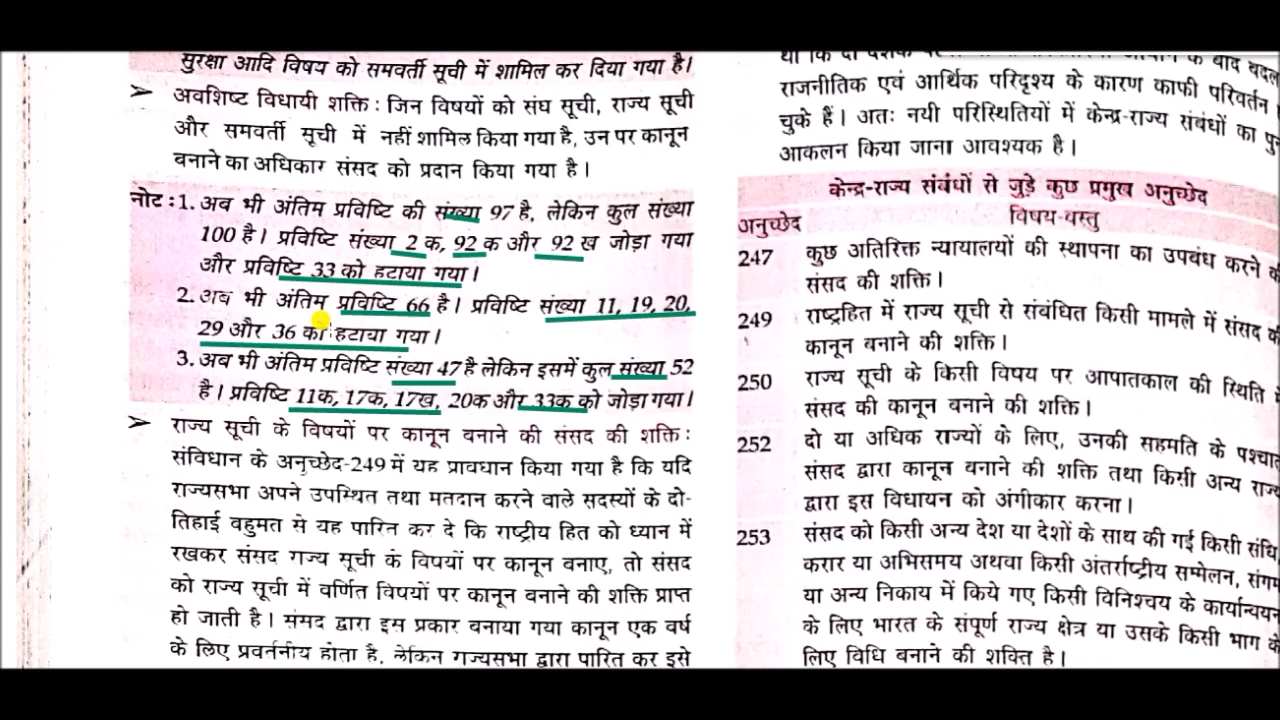 सुरक्षा आदि विषय को समवर्ती सूची में शामिल कर दिया गया है।
➤ अवशिष्ट विधायी शक्ति : जिन विषयों को संघ सूची, राज्य सूची
और समवर्ती सूची में नहीं शामिल किया गया है, उन पर कानून
बनाने का अधिकार संसद को प्रदान किया गया है।
नोट : 1. अब भी अंतिम प्रविष्टि की संख्या 97 है, लेकिन कुल संख्या
100 है। प्रविष्टि संख्या 2 क, 92 क और 92 ख जोड़ा गया
और प्रविष्टि 33 को हटाया गया।
2. अब भी अंतिम प्रविष्टि 66 है। प्रविष्टि संख्या 11, 19, 20,
29 और 36 को हटाया गया।
3. अब भी अंतिम प्रविष्टि संख्या 47 है लेकिन इसमें कुल संख्या 52
है। प्रविष्टि 11क, 17क, 17ख, 20क और 33क को जोड़ा गया।
➤ राज्य सूची के विषयों पर कानून बनाने की संसद की शक्ति :
संविधान के अनुच्छेद-249 में यह प्रावधान किया गया है कि यदि
राज्यसभा अपने उपस्थित तथा मतदान करने वाले सदस्यों के दो-
तिहाई बहुमत से यह पारित कर दे कि राष्ट्रीय हित को ध्यान में
रखकर संसद राज्य सूची के विषयों पर कानून बनाए, तो संसद
को राज्य सूची में वर्णित विषयों पर कानून बनाने की शक्ति प्राप्त
हो जाती है। संसद द्वारा इस प्रकार बनाया गया कानून एक वर्ष
के लिए प्रवर्तनीय होता है, लेकिन राज्यसभा द्वारा पारित कर इसे
के बाद
राजनीतिक एवं आर्थिक परिदृश्य के कारण काफी परिवर्तन
चुके हैं। अतः नयी परिस्थितियों में केन्द्र-राज्य संबंधों का
आकलन किया जाना आवश्यक है।
केन्द्र-राज्य संबंधों से जुड़े कुछ प्रमुख अनुच्छेद
अनुच्छेद विषय-वस्तु
247 कुछ अतिरिक्त न्यायालयों की स्थापना का उपबंध करने
संसद की शक्ति।
249 राष्ट्रहित में राज्य सूची से संबंधित किसी मामले में संसद
कानून बनाने की शक्ति।
250 राज्य सूची के किसी विषय पर आपातकाल की स्थिति
संसद की कानून बनाने की शक्ति।
252 दो या अधिक राज्यों के लिए, उनकी सहमति के
संसद द्वारा कानून बनाने की शक्ति तथा किसी अन्य
द्वारा इस विधायन को अंगीकार करना।
253 संसद को किसी अन्य देश या देशों के साथ की गई किसी
करार या अभिसमय अथवा किसी अंतर्राष्ट्रीय सम्मेलन,
या अन्य निकाय में किये गए किसी विनिश्चय के
के लिए भारत के संपूर्ण राज्य क्षेत्र या उसके किसी भाग
लिए विधि बनाने की शक्ति है।